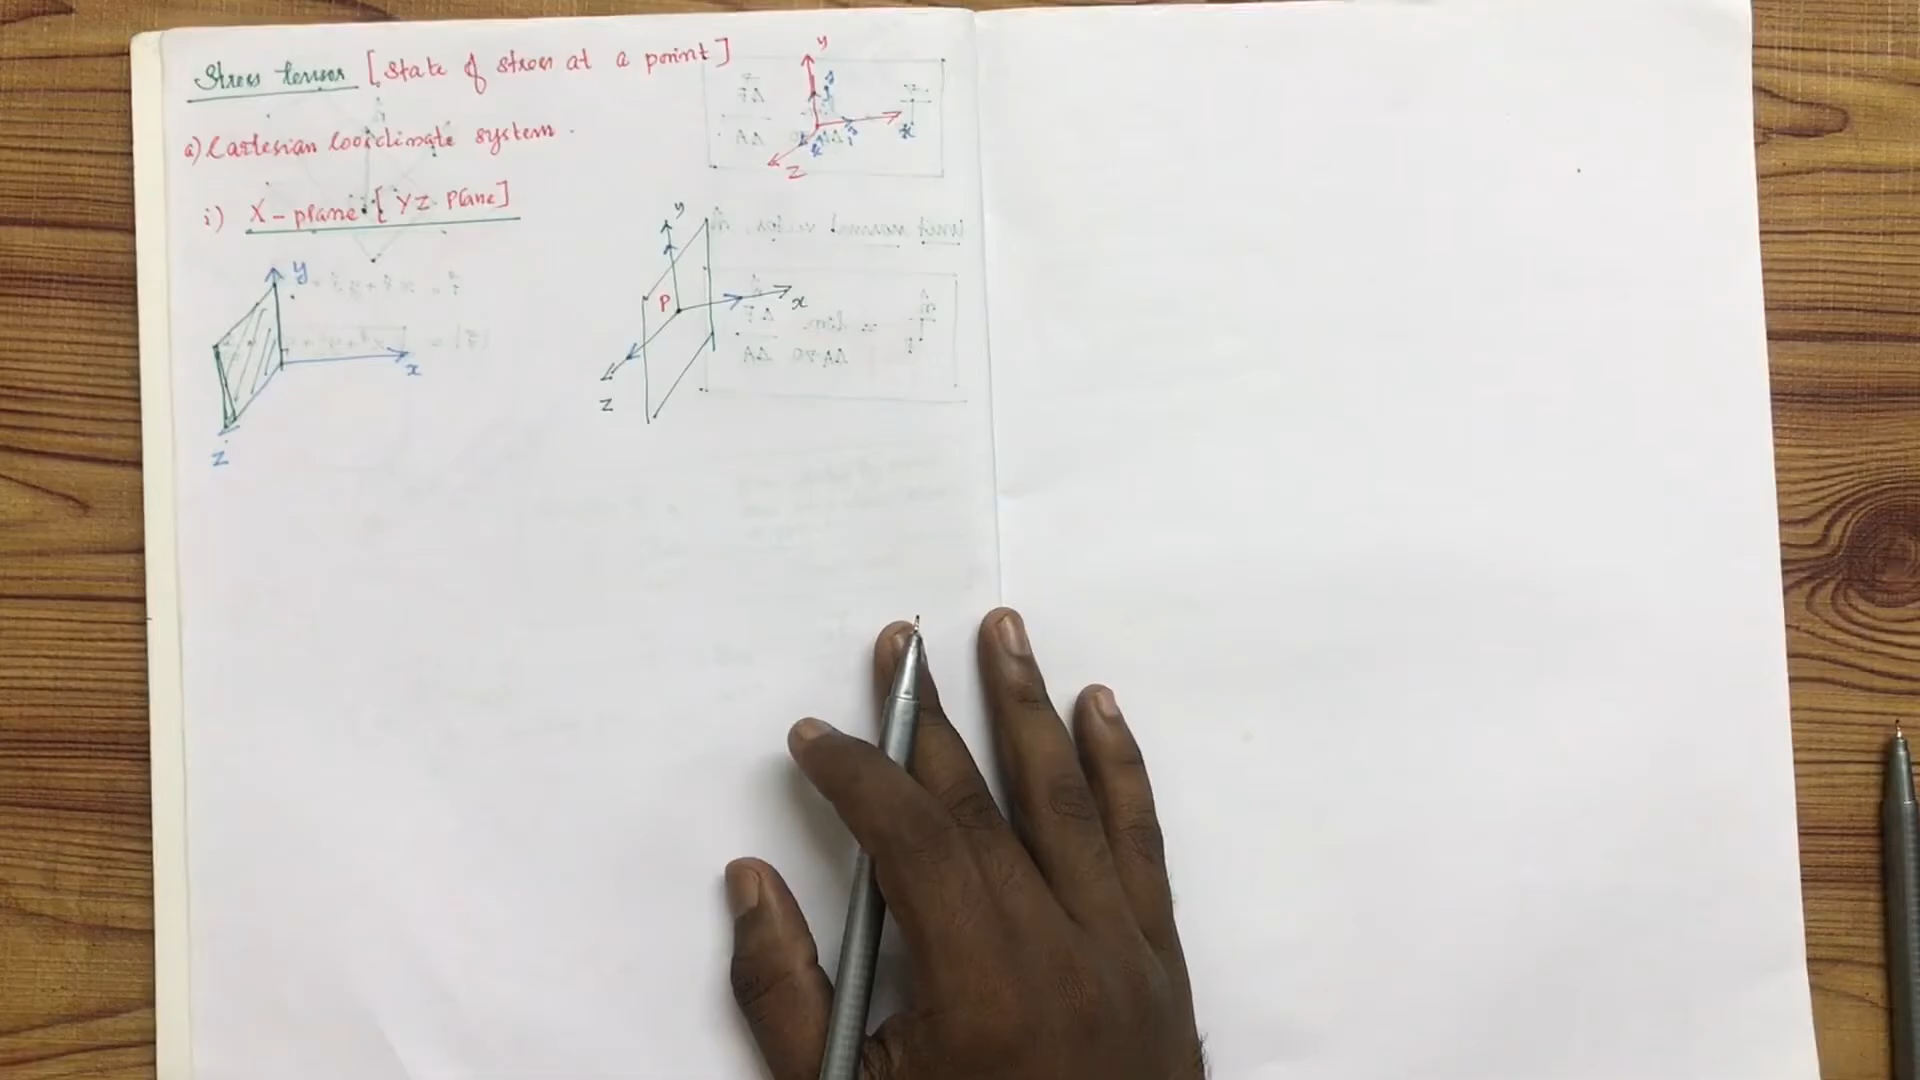 Stress tensor [State of stress at a point]
a) Cartesian coordinate system.
i) X-plane [YZ Plane]
y
x
z
y
x
z
P
y
x
z